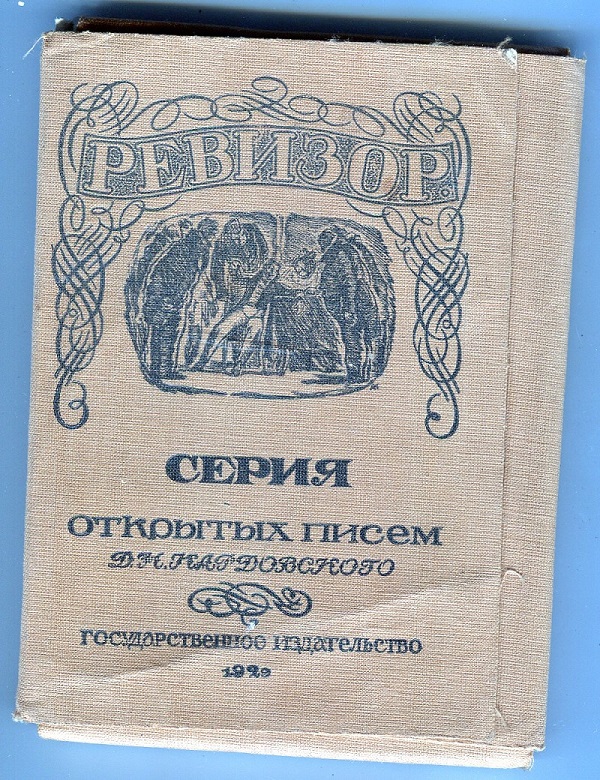 РЕВИЗОР.
СЕРИЯ
ОТКРЫТЫХ ПИСЕМ
Д.Н.КАРДОВСКОГО
ГОСУДАРСТВЕННОЕ ИЗДАТЕЛЬСТВО
1929